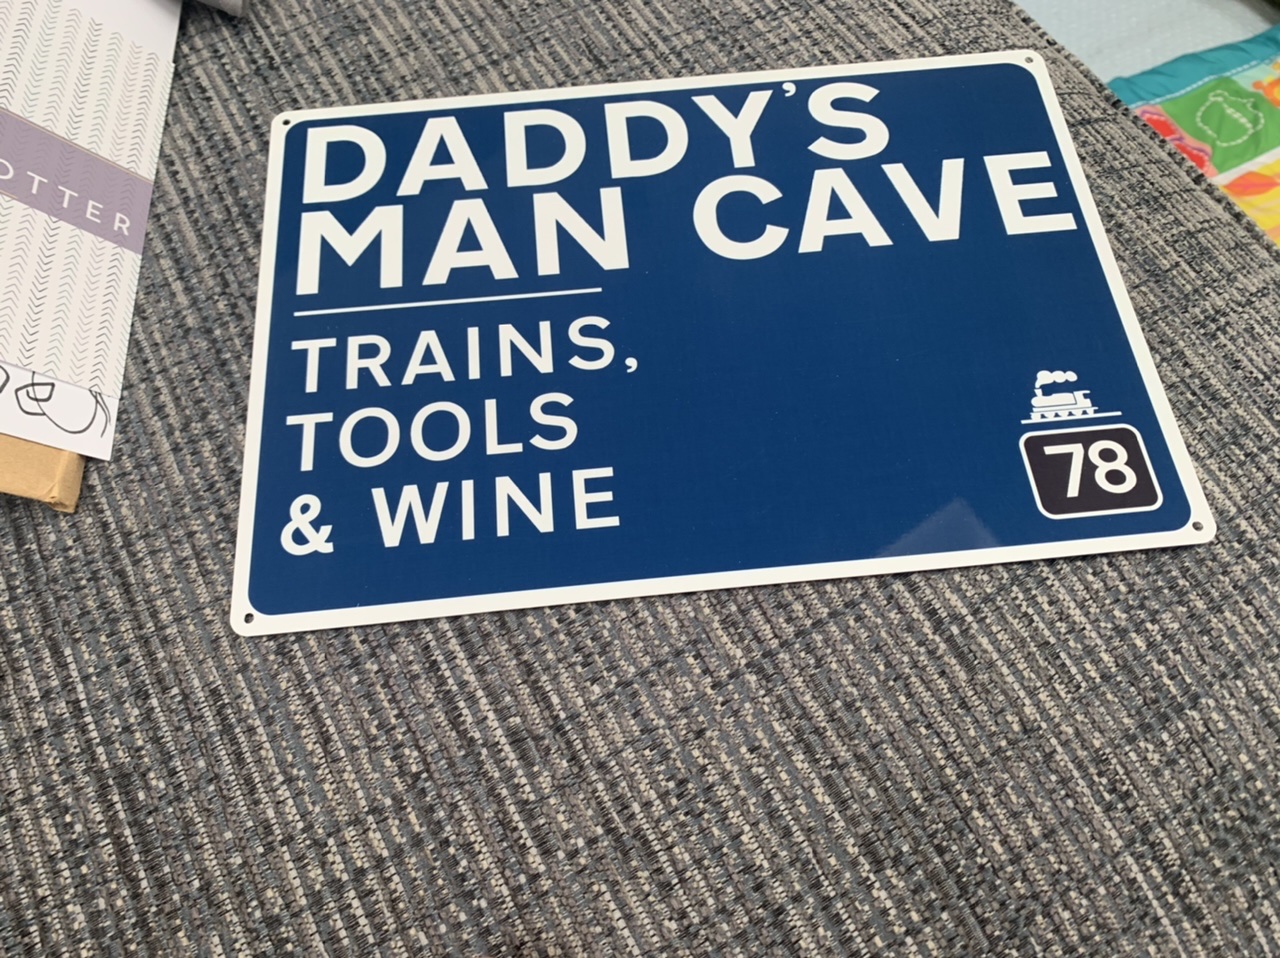 DADDY'S
MAN CAVE
TRAINS,
TOOLS
& WINE
78
OTTER